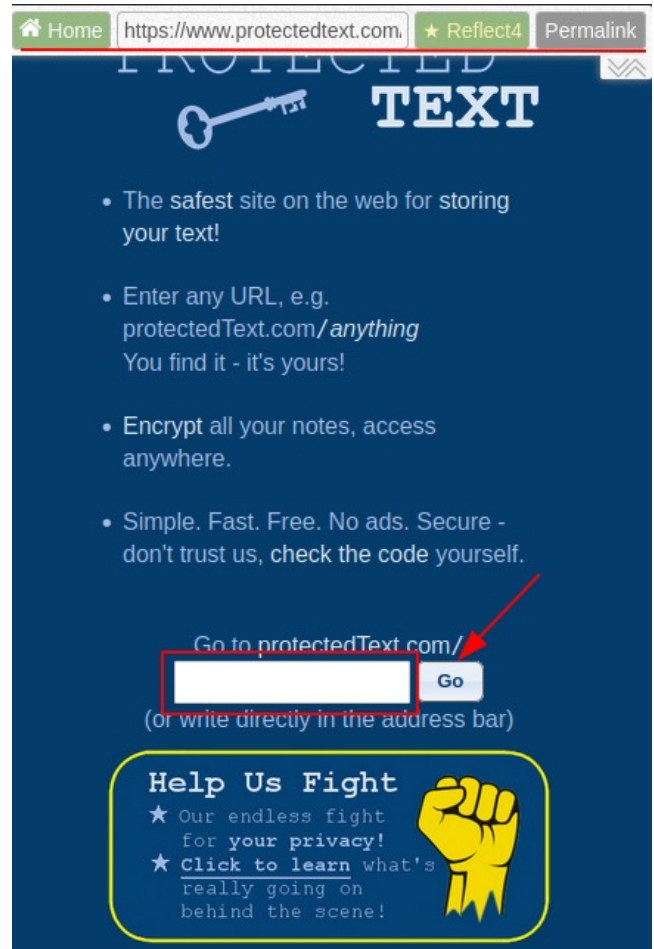 Home https://www.protectedtext.com. ★ Reflect4 Permalink
PROTECTED
TEXT
• The safest site on the web for storing
your text!
• Enter any URL, e.g.
protectedText.com/anything
You find it - it's yours!
• Encrypt all your notes, access
anywhere.
• Simple. Fast. Free. No ads. Secure -
don't trust us, check the code yourself.
Go to protectedText.com/
Go
(or write directly in the address bar)
Help Us Fight
★ Our endless fight
for your privacy!
★ Click to learn what's
really going on
behind the scene!